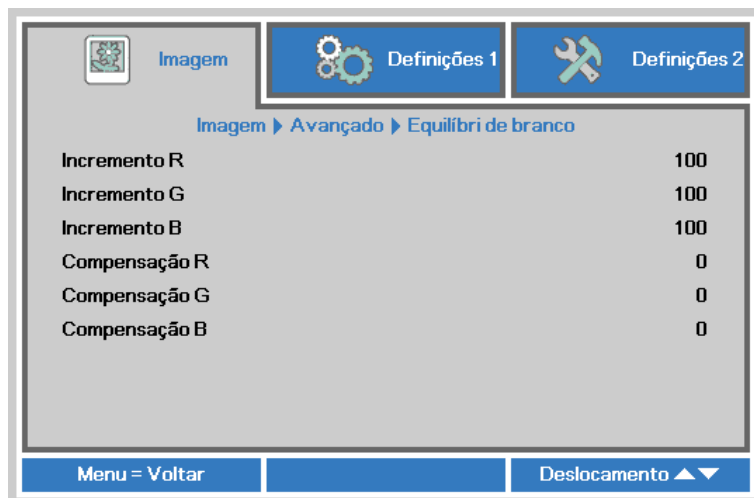 Imagem Definições 1 Definições 2
Imagem Avançado Equilíbri de branco
Incremento R 100
Incremento G 100
Incremento B 100
Compensação R 0
Compensação G 0
Compensação B 0
Menu = Voltar Deslocamento ▲▼